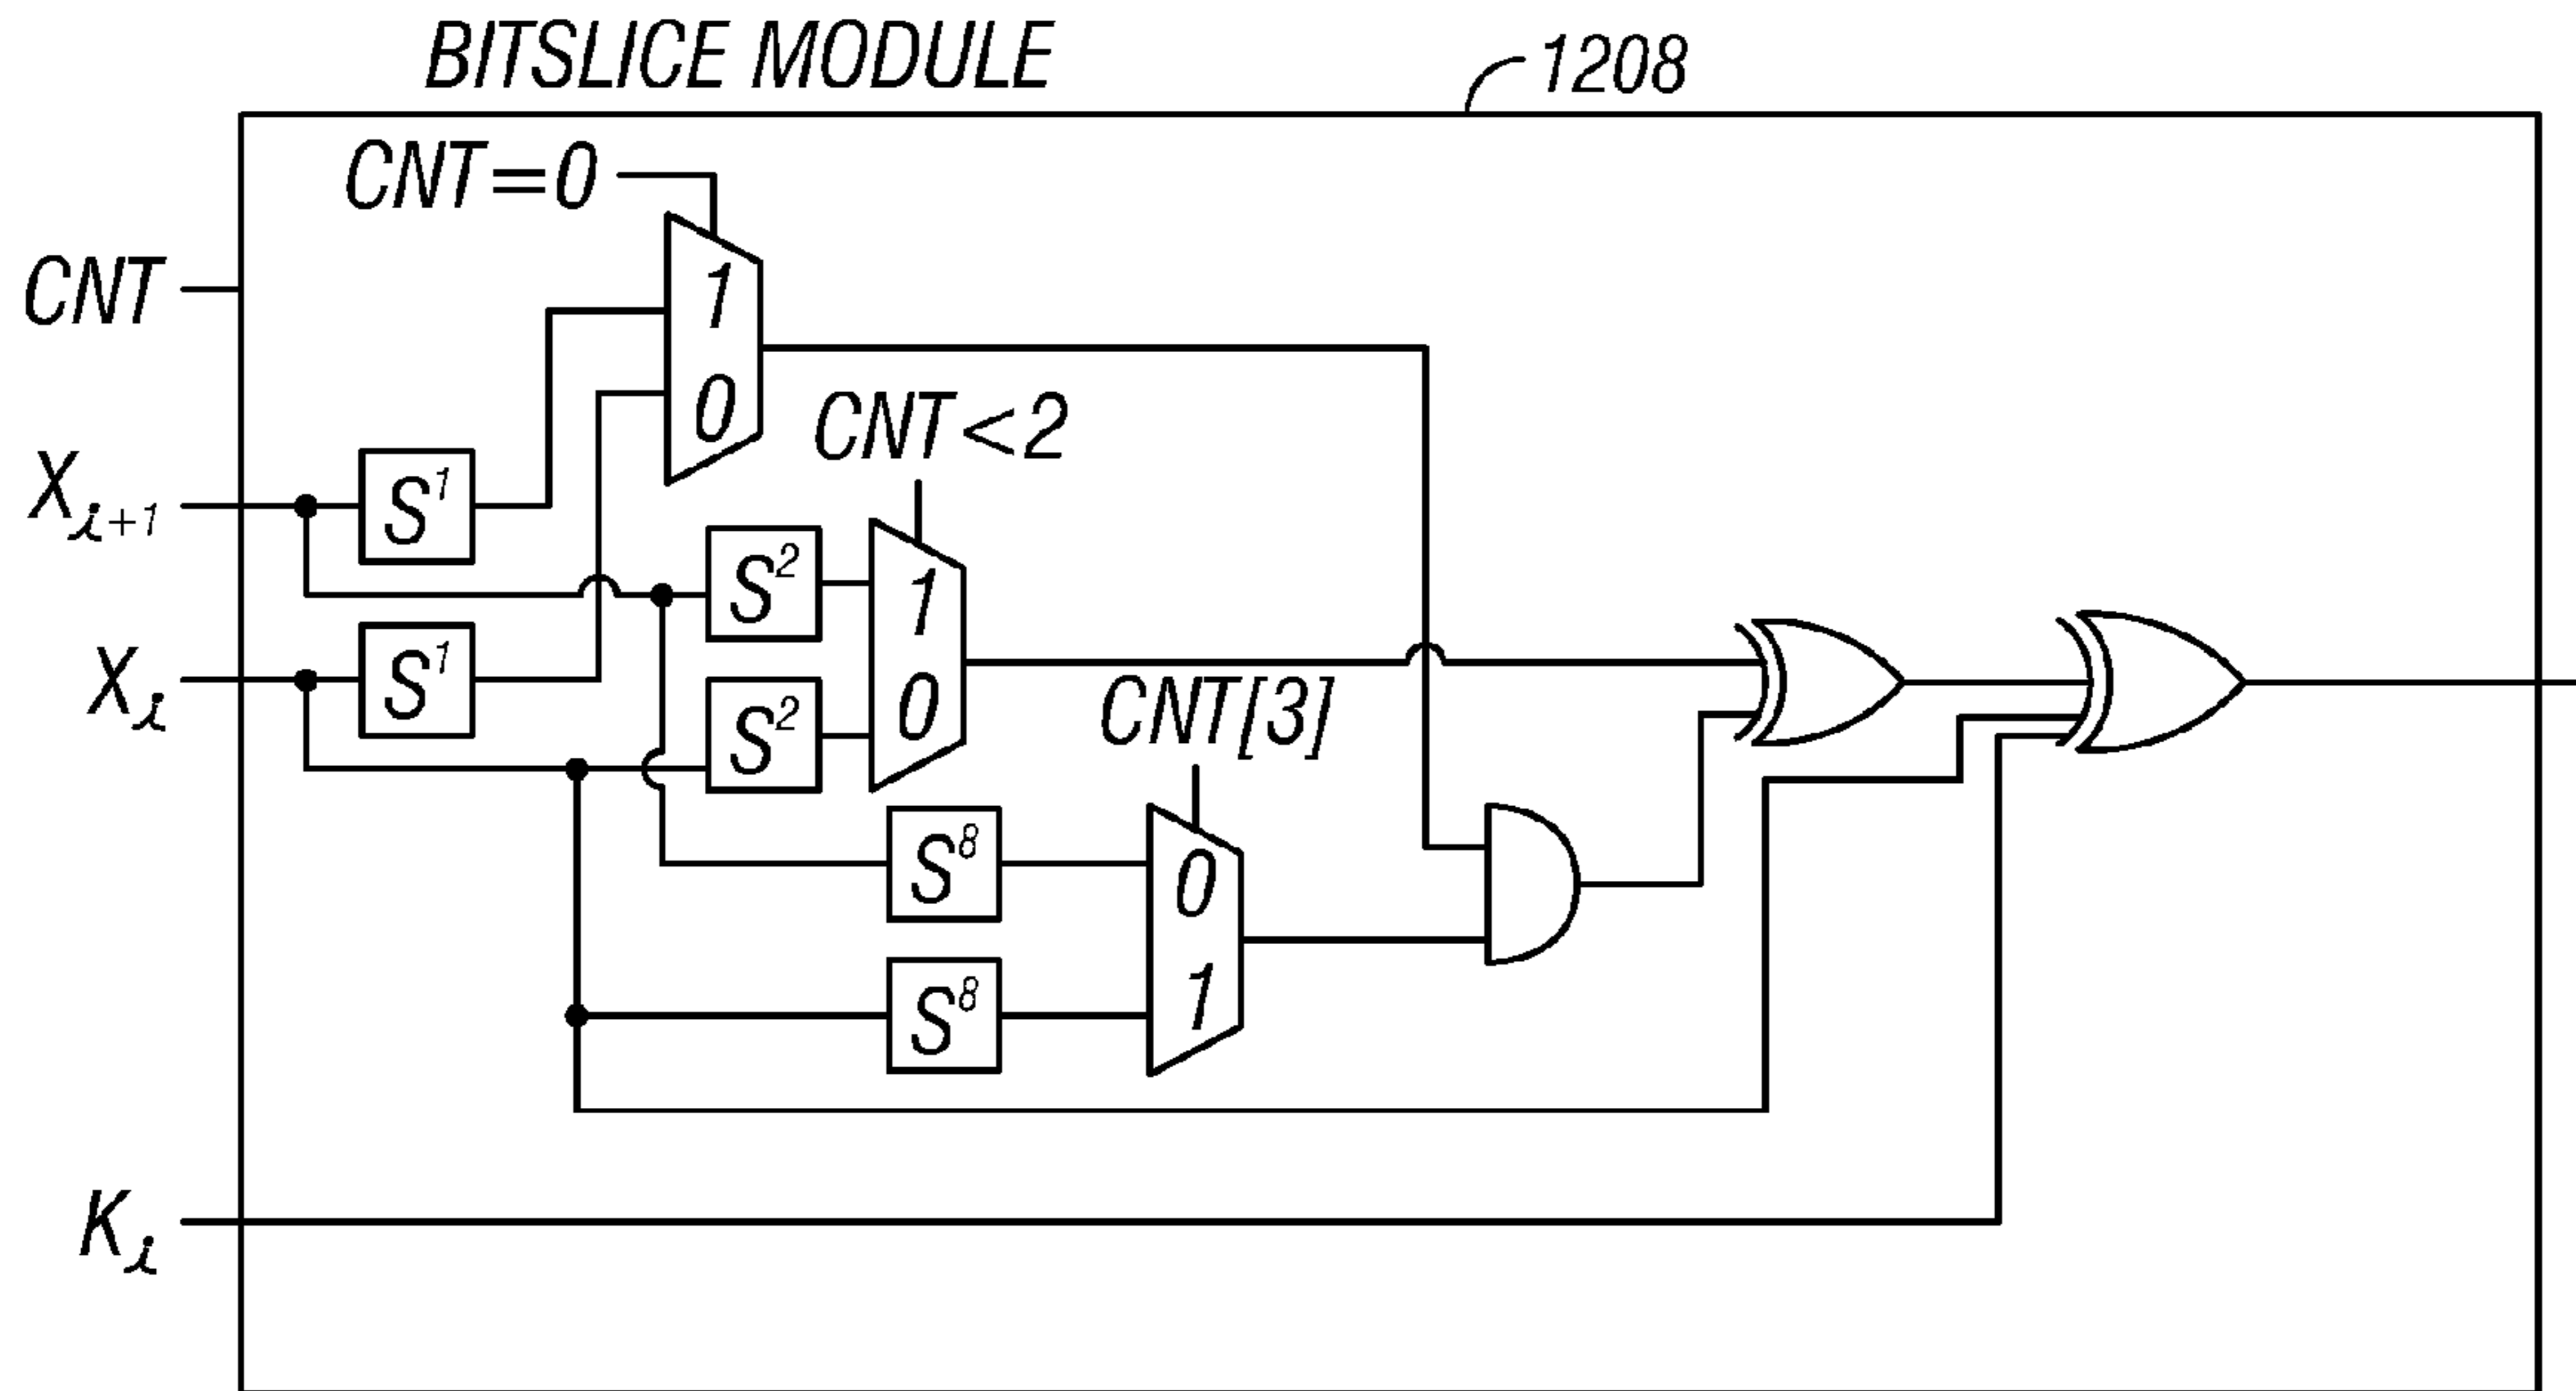 BITSLICE MODULE
1208
CNT=0
CNT
1
0
CNT<2
X_{i+1}
S^1
S^2
1
0
X_i
S^1
S^2
CNT[3]
S^8
0
S^8
1
K_i